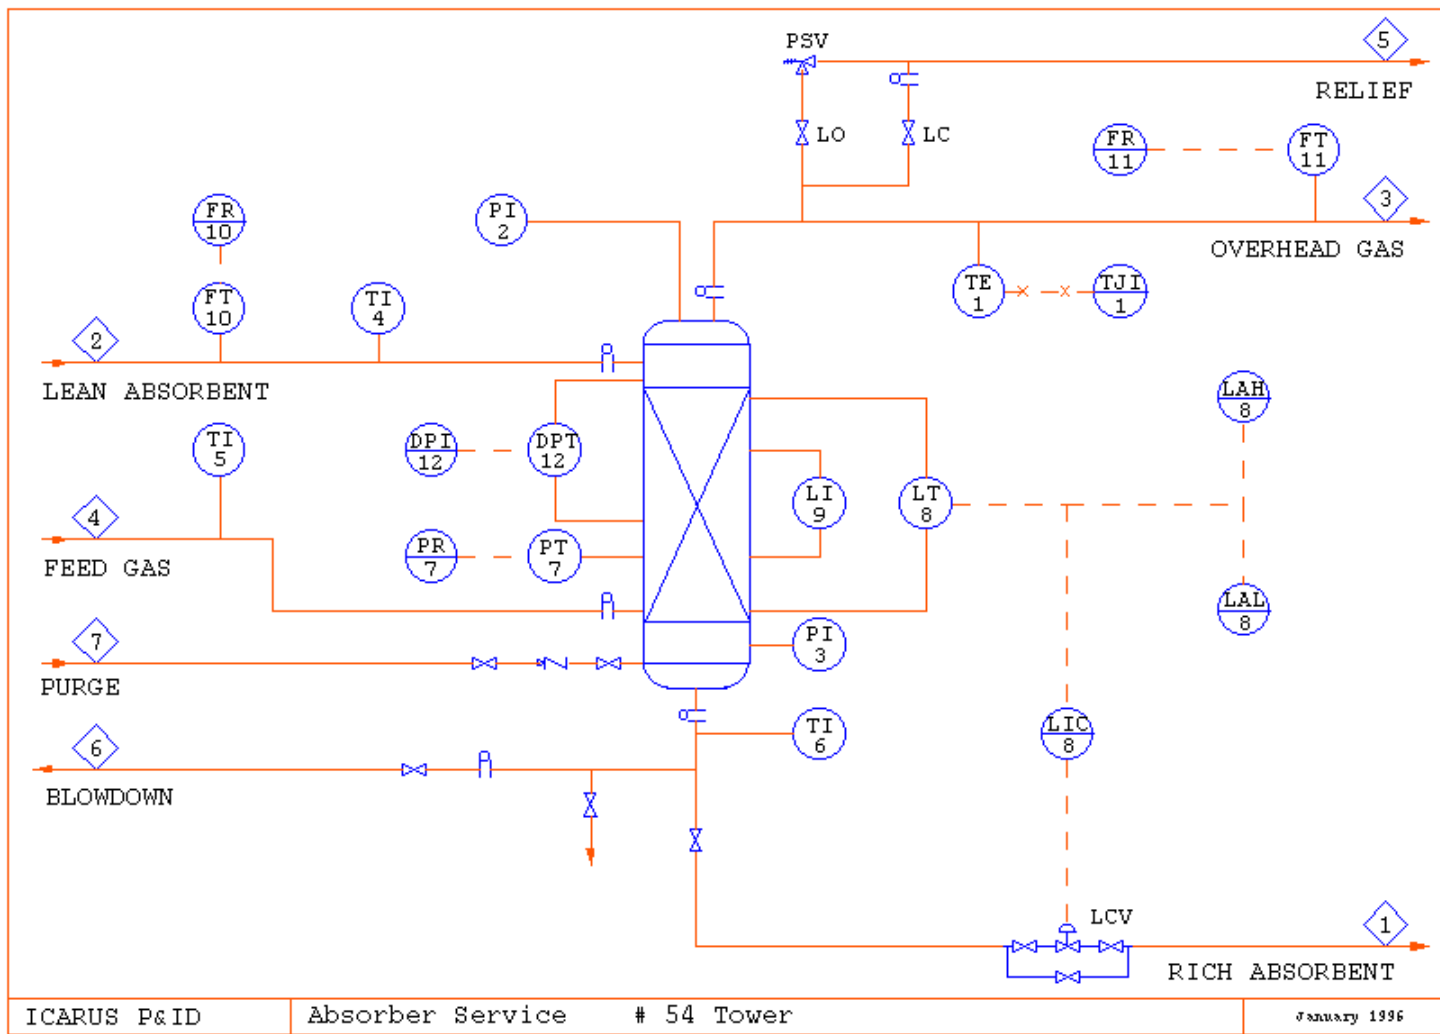 PSV
5
RELIEF
LO
LC
FR
11
FT
11
3
OVERHEAD GAS
FR
10
PI
2
TE
1
TJI
1
FT
10
TI
4
2
LEAN ABSORBENT
LAH
8
TI
5
DPI
12
DPT
12
LI
9
LT
8
4
FEED GAS
PR
7
PT
7
LAL
8
7
PURGE
PI
3
TI
6
LIC
8
6
BLOWDOWN
LCV
1
RICH ABSORBENT
ICARUS P&ID
Absorber Service # 54 Tower
January 1996